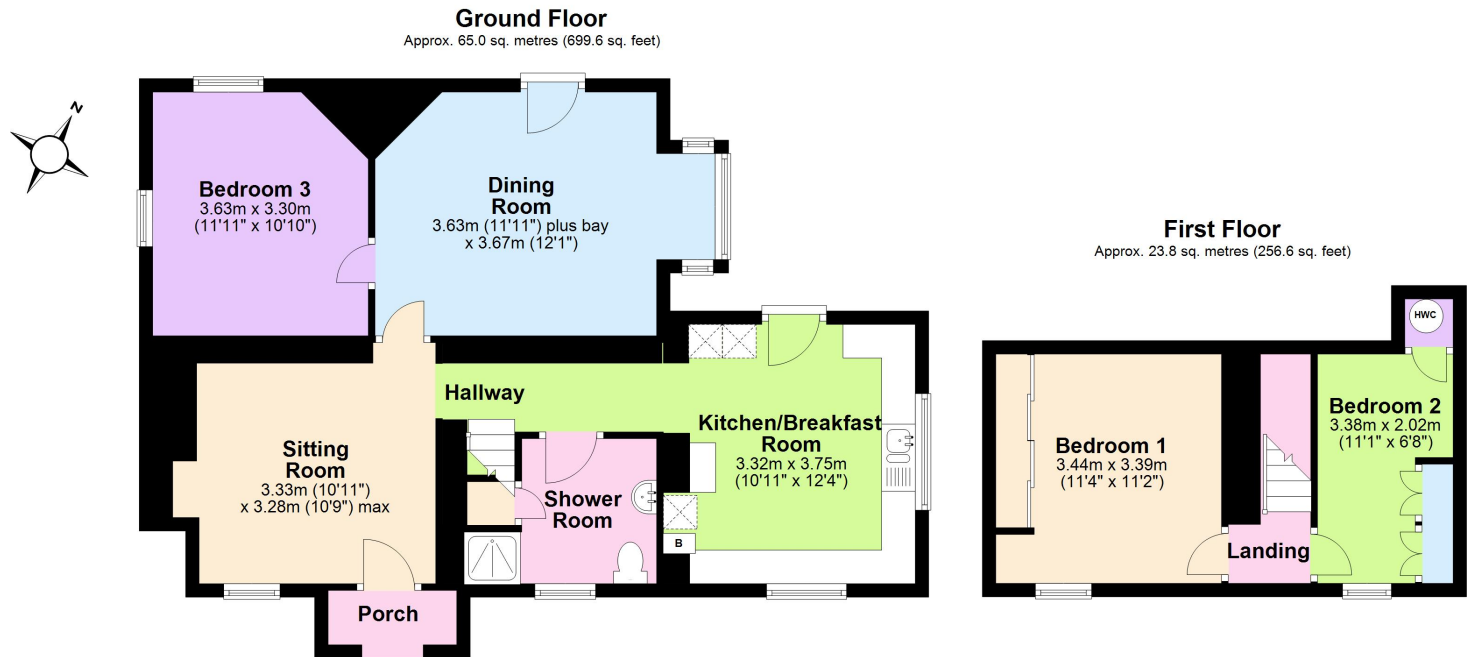 Ground Floor
Approx. 65.0 sq. metres (699.6 sq. feet)
N
Bedroom 3
3.63m x 3.30m
(11'11" x 10'10")
Dining
Room
3.63m (11'11") plus bay
x 3.67m (12'1")
Hallway
Kitchen/Breakfast
Room
3.32m x 3.75m
(10'11" x 12'4")
Sitting
Room
3.33m (10'11")
x 3.28m (10'9") max
Shower
Room
B
Porch
First Floor
Approx. 23.8 sq. metres (256.6 sq. feet)
HWC
Bedroom 1
3.44m x 3.39m
(11'4" x 11'2")
Bedroom 2
3.38m x 2.02m
(11'1" x 6'8")
Landing